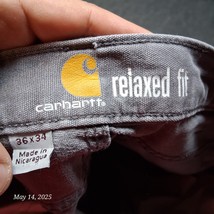 carhartt
relaxed fit
36x34
Made in
Nicaragua
May 14, 2025